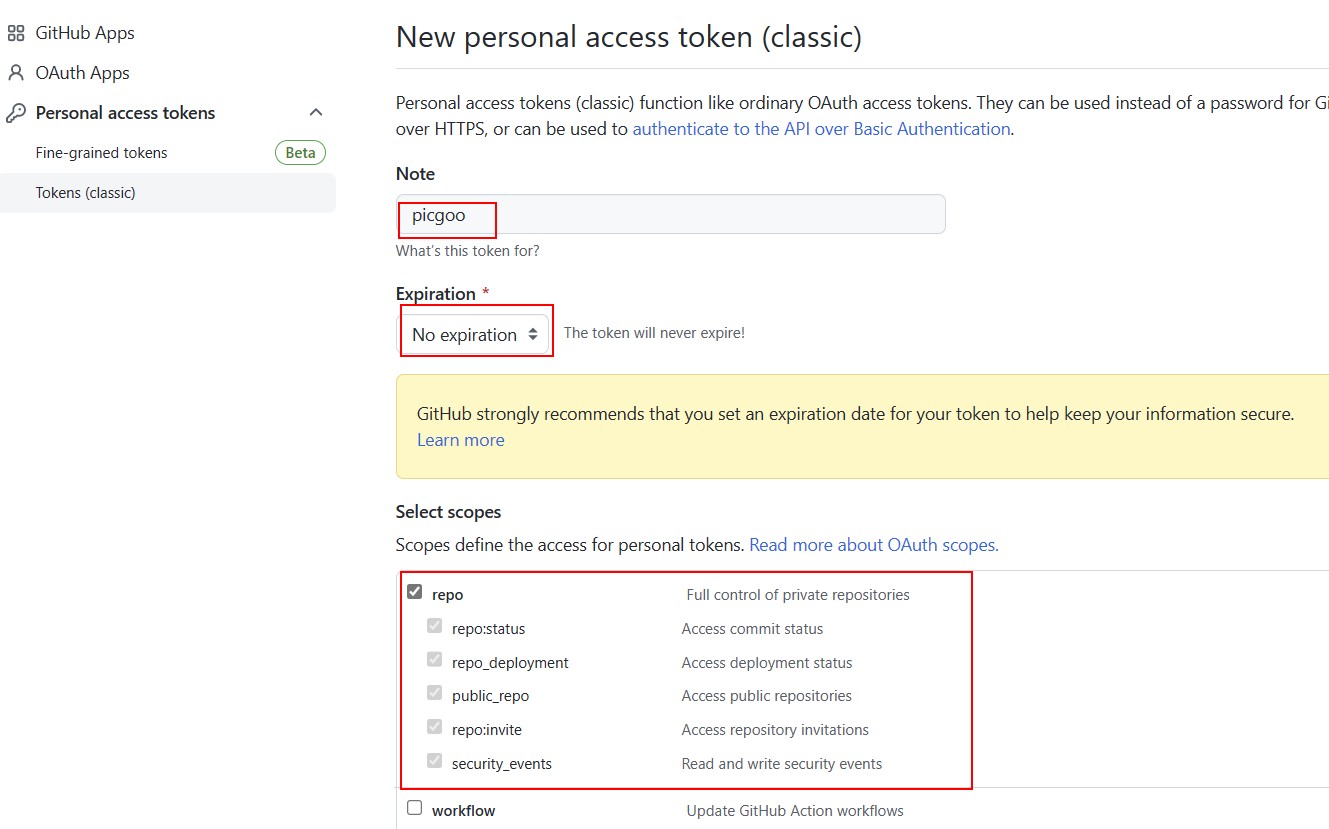 GitHub Apps
OAuth Apps
Personal access tokens
Fine-grained tokens
Beta
Tokens (classic)
New personal access token (classic)
Personal access tokens (classic) function like ordinary OAuth access tokens. They can be used instead of a password for Gi
over HTTPS, or can be used to authenticate to the API over Basic Authentication.
Note
picgoo
What's this token for?
Expiration *
No expiration
The token will never expire!
GitHub strongly recommends that you set an expiration date for your token to help keep your information secure.
Learn more
Select scopes
Scopes define the access for personal tokens. Read more about OAuth scopes.
repo Full control of private repositories
repo:status Access commit status
repo_deployment Access deployment status
public_repo Access public repositories
repo:invite Access repository invitations
security_events Read and write security events
workflow Update GitHub Action workflows